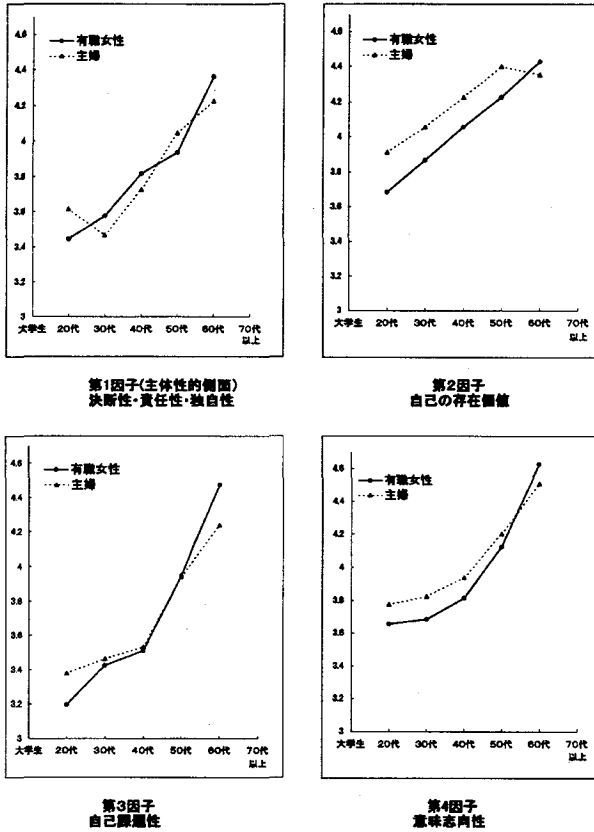 有職女性
主婦
4.6
4.4
4.2
4
3.8
3.6
3.4
3.2
3
大学生 20代 30代 40代 50代 60代 70代
以上
第1因子(主体性的側面)
決断性・責任性・独自性
有職女性
主婦
4.6
4.4
4.2
4
3.8
3.6
3.4
3.2
3
大学生 20代 30代 40代 50代 60代 70代
以上
第2因子
自己の存在価値
有職女性
主婦
4.6
4.4
4.2
4
3.8
3.6
3.4
3.2
3
大学生 20代 30代 40代 50代 60代 70代
以上
第3因子
自己課題性
有職女性
主婦
4.6
4.4
4.2
4
3.8
3.6
3.4
3.2
3
大学生 20代 30代 40代 50代 60代 70代
以上
第4因子
意味志向性